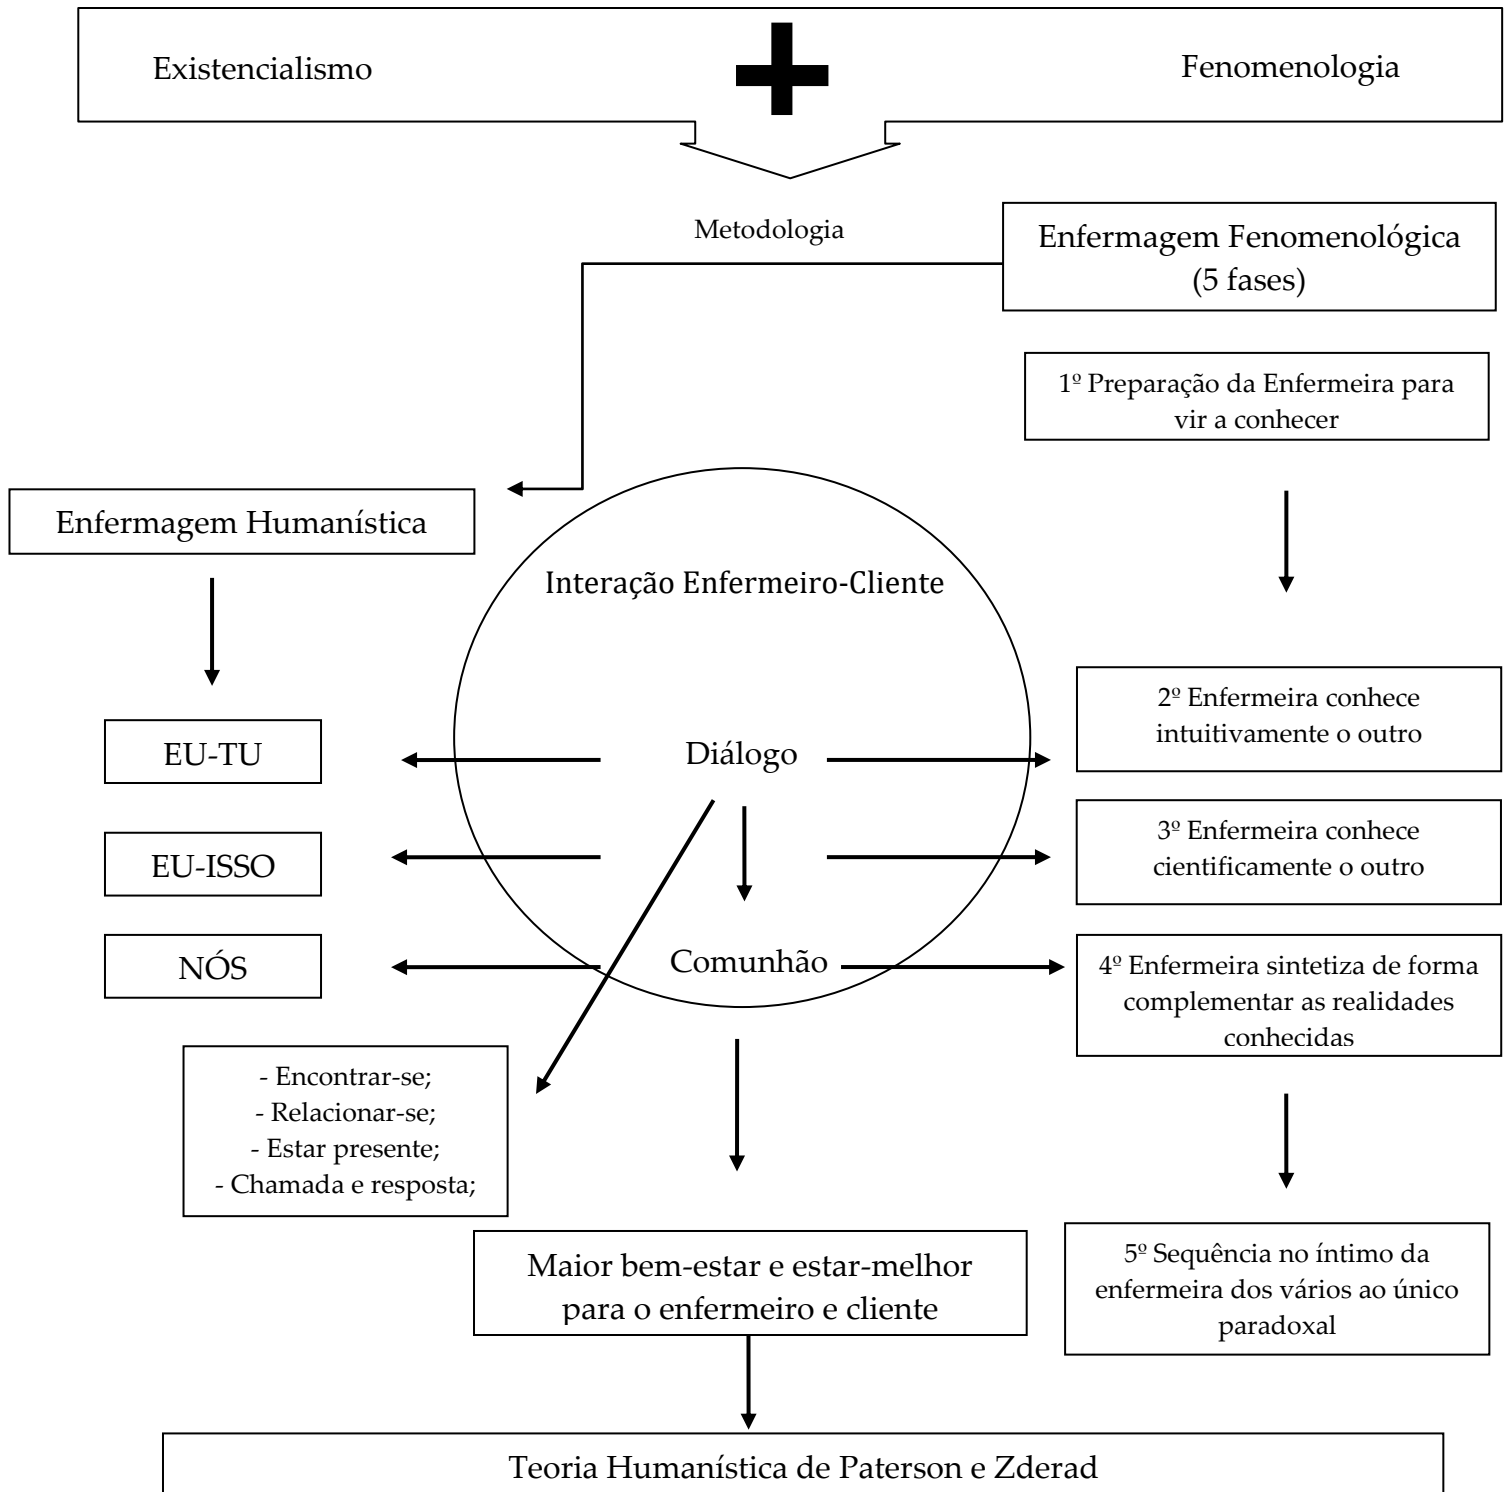 Existencialismo
Fenomenologia
Metodologia
Enfermagem Fenomenológica
(5 fases)
1º Preparação da Enfermeira para
vir a conhecer
Enfermagem Humanística
Interação Enfermeiro-Cliente
EU-TU
Diálogo
2º Enfermeira conhece
intuitivamente o outro
EU-ISSO
3º Enfermeira conhece
cientificamente o outro
NÓS
Comunhão
4º Enfermeira sintetiza de forma
complementar as realidades
conhecidas
- Encontrar-se;
- Relacionar-se;
- Estar presente;
- Chamada e resposta;
Maior bem-estar e estar-melhor
para o enfermeiro e cliente
5º Sequência no íntimo da
enfermeira dos vários ao único
paradoxal
Teoria Humanística de Paterson e Zderad